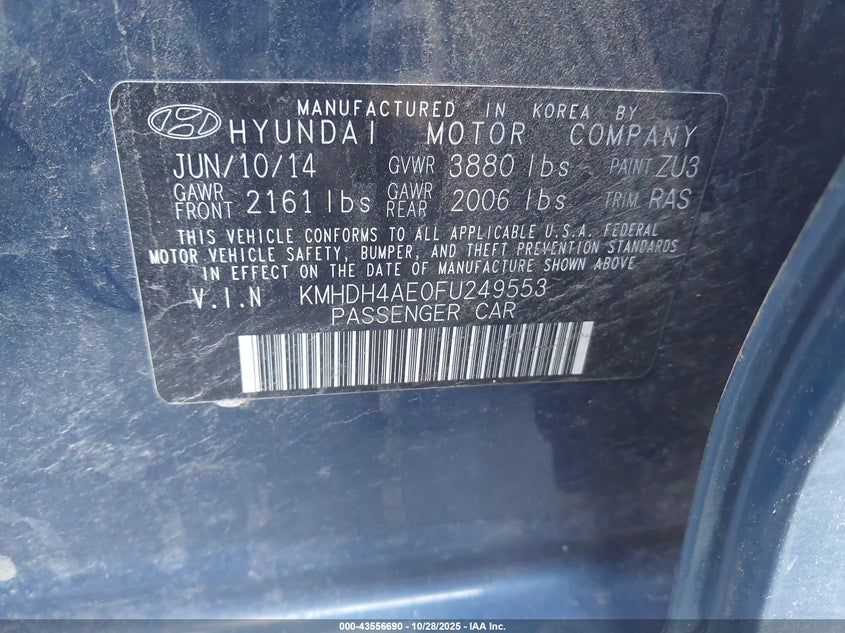 MANUFACTURED IN KOREA BY
HYUNDAI MOTOR COMPANY
JUN/10/14 GVWR 3880 lbs PAINT ZU3
GAWR FRONT 2161 lbs GAWR REAR 2006 lbs TRIM RAS
THIS VEHICLE CONFORMS TO ALL APPLICABLE U.S.A. FEDERAL
MOTOR VEHICLE SAFETY, BUMPER, AND THEFT PREVENTION STANDARDS
IN EFFECT ON THE DATE OF MANUFACTURE SHOWN ABOVE
V.I.N KMHDH4AE0FU249553
PASSENGER CAR
000-43556690 - 10/28/2025 - IAA Inc.